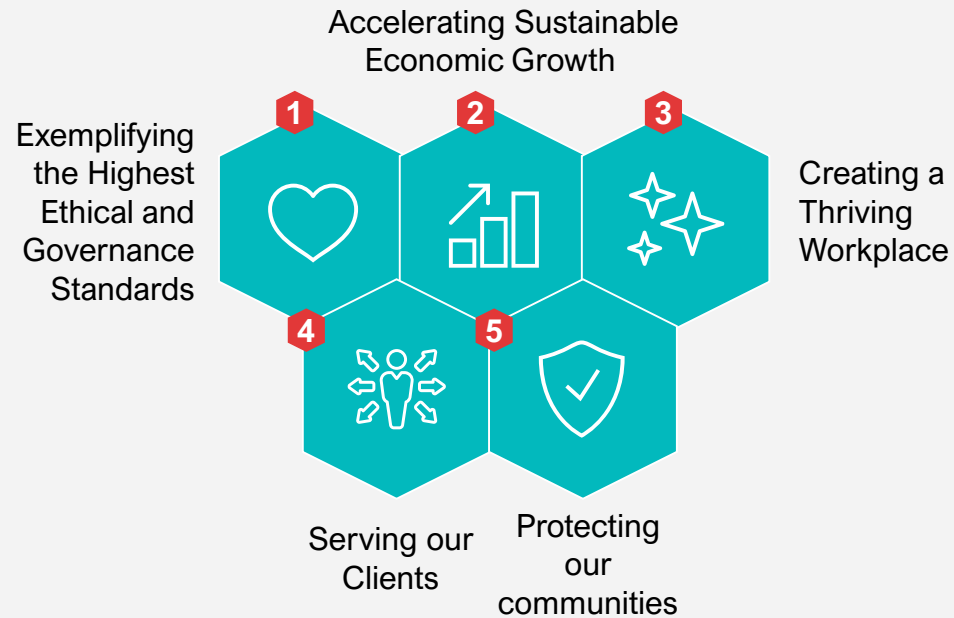 Accelerating Sustainable
Economic Growth
1
2
3
Exemplifying
the Highest
Ethical and
Governance
Standards
Creating a
Thriving
Workplace
4
5
Serving our
Clients
Protecting
our
communities